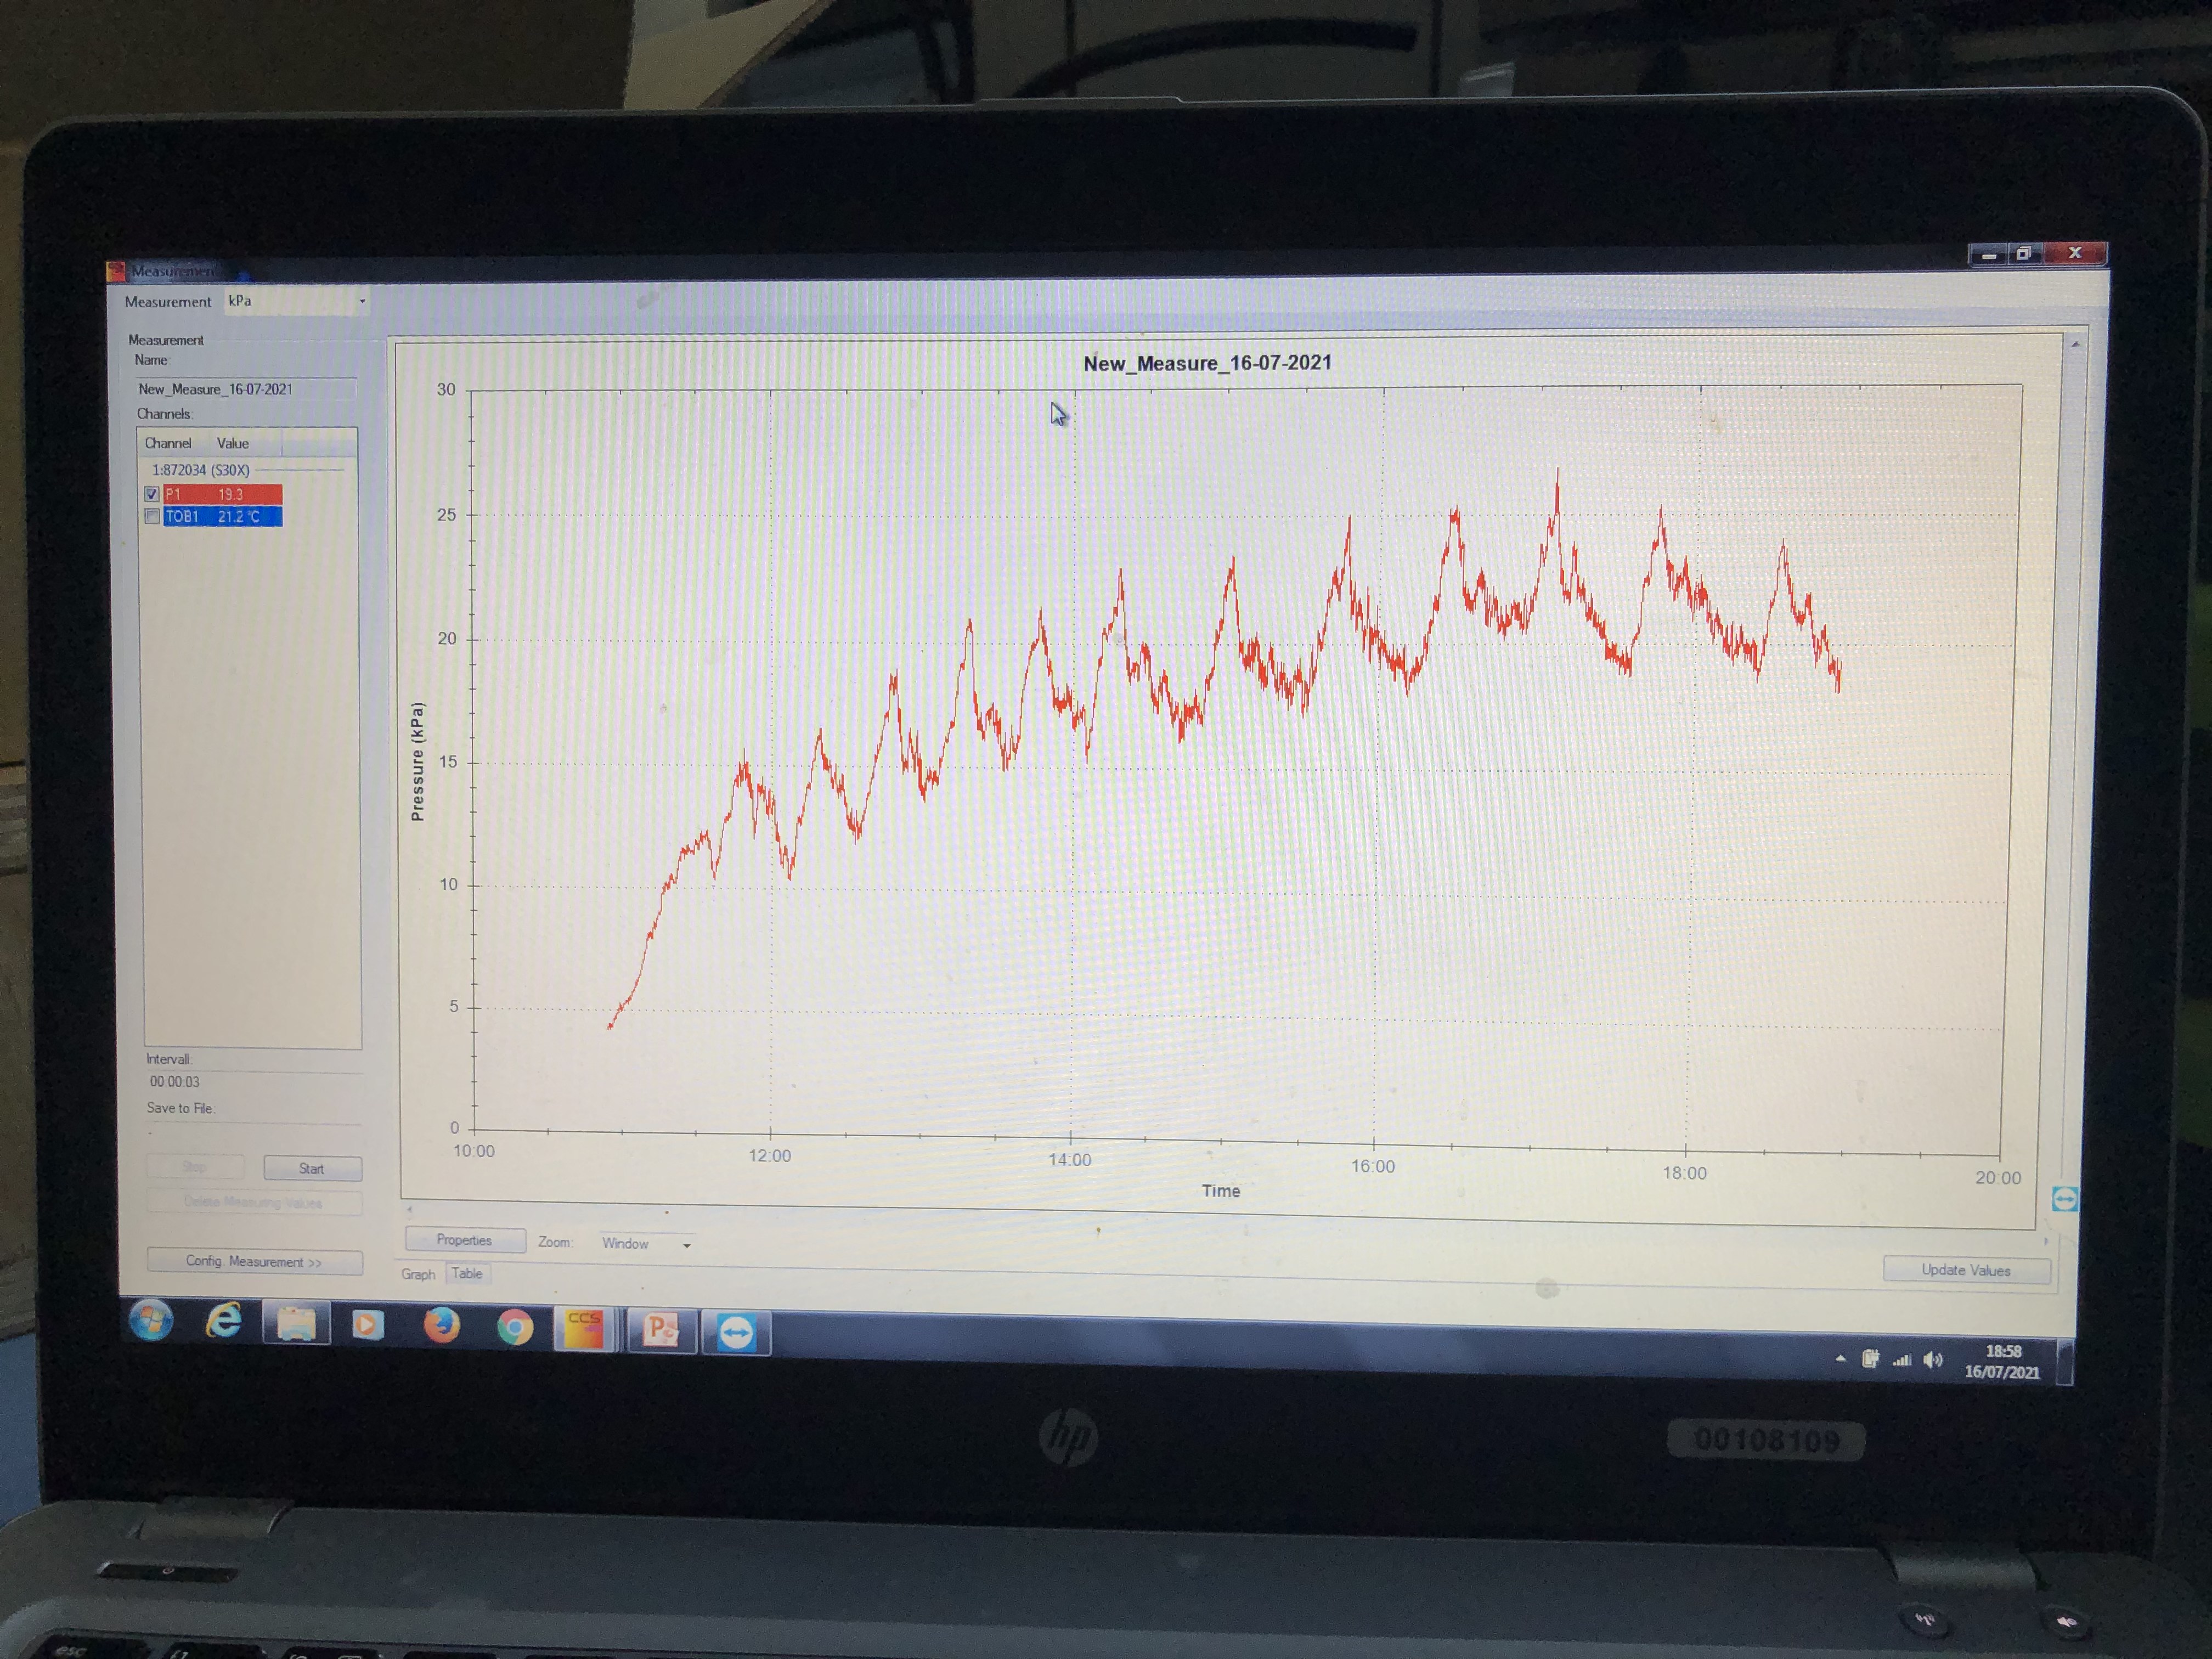 Measurement
Measurement kPa
Measurement
Name:
New_Measure_16-07-2021
Channels:
Channel Value
1:872034 (S30X)
P1 19.3
TOB1 21.2 °C
Intervall:
00:00:03
Save to File:
-
Stop Start
Delete Measuring Values
Config. Measurement >>
New_Measure_16-07-2021
30
25
20
15
10
5
0
Pressure (kPa)
10:00 12:00 14:00 16:00 18:00 20:00
Time
Properties Zoom: Window
Graph Table
Update Values
CCS
18:58
16/07/2021
hp
00108109
esc